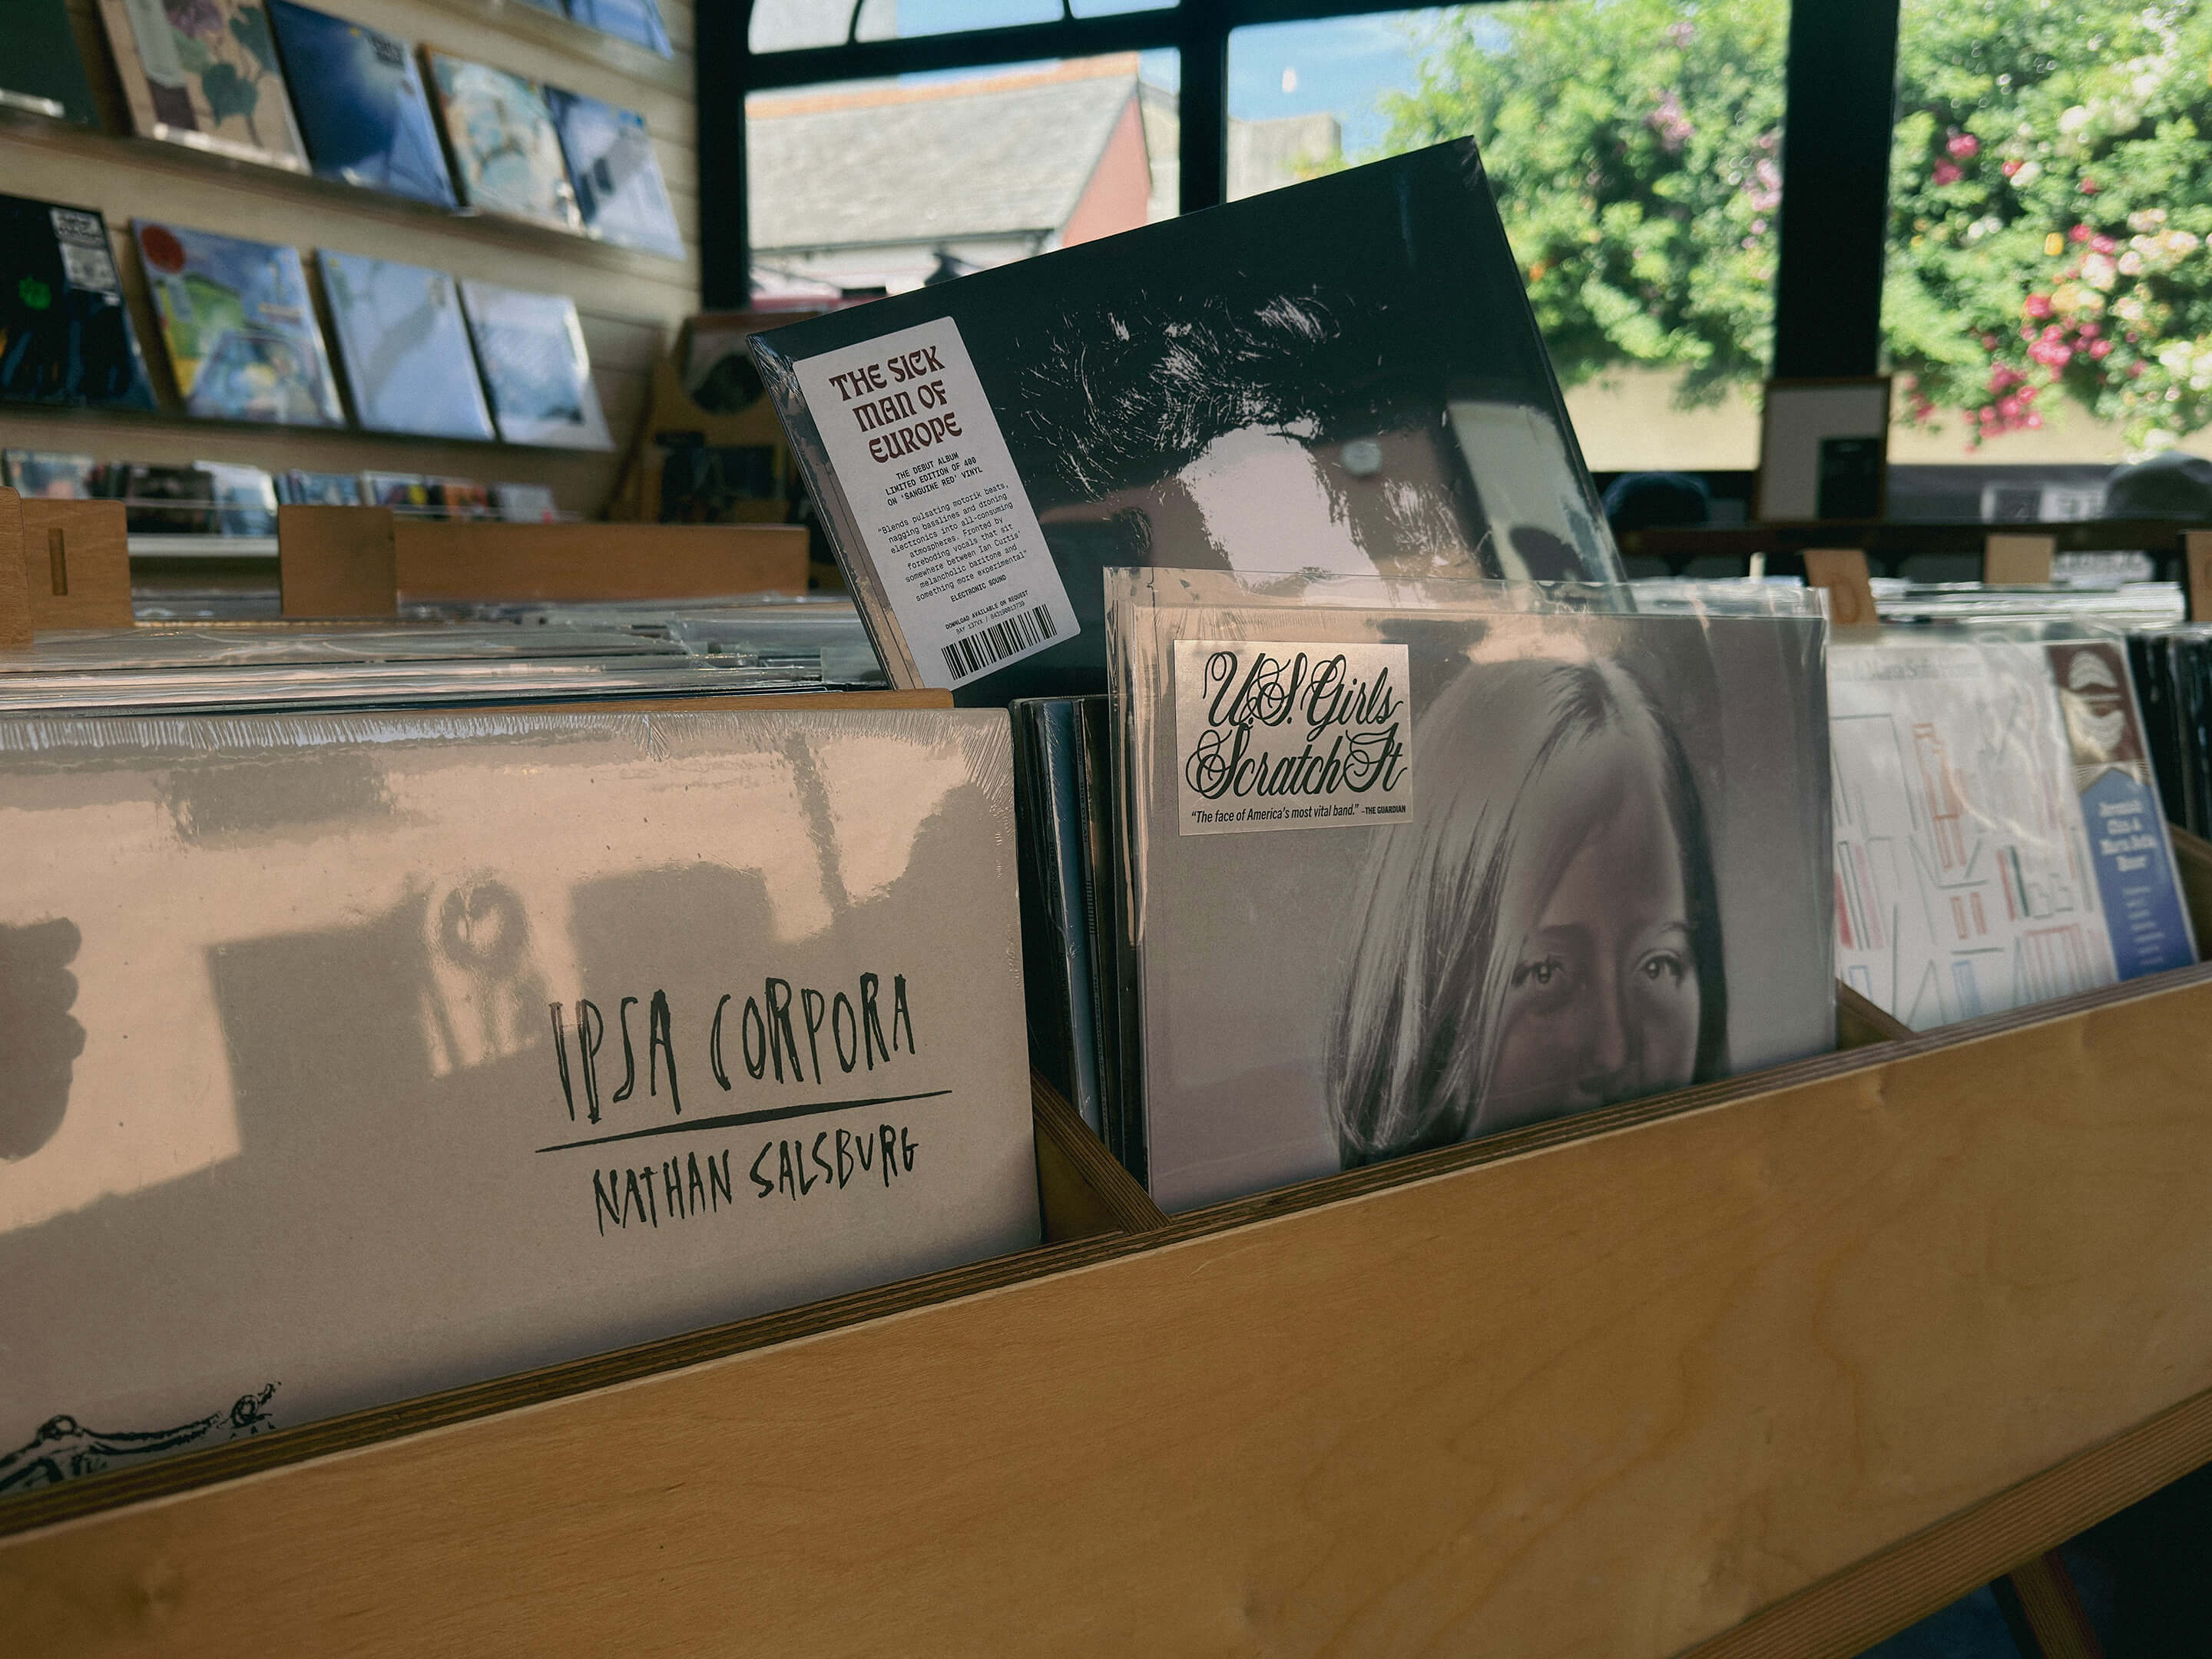 THE SICK
MAN OF
EUROPE
THE DEBUT ALBUM
LIMITED EDITION OF 400
ON 'SANGUINE RED' VINYL
"Blends pulsating motorik beats,
nagging basslines and droning
electronics into all-consuming
atmospheres. Fronted by
foreboding vocals that sit
somewhere between Ian Curtis'
melancholic baritone and
something more experimental"
ELECTRONIC SOUND
DOWNLOAD AVAILABLE ON REQUEST
U.S. Girls
Scratch It
"The face of America's most vital band." –THE GUARDIAN
IPSA CORPORA
NATHAN SALSBURG
D